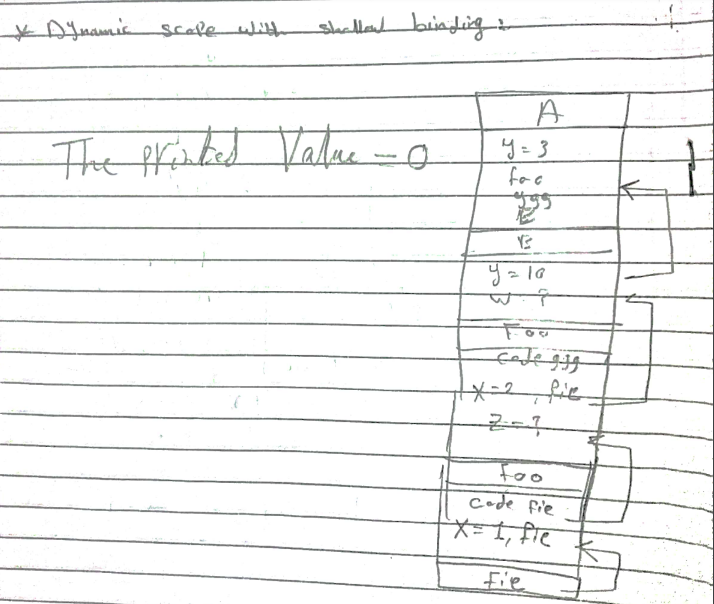 * Dynamic scope with shallow binding:
The printed Value = 0
A
y = 3
foo
ggg
B
y = 10
w = ?
Foo
code ggg
X = 2, fie
Z = ?
Foo
code fie
X = 1, fie
Fie